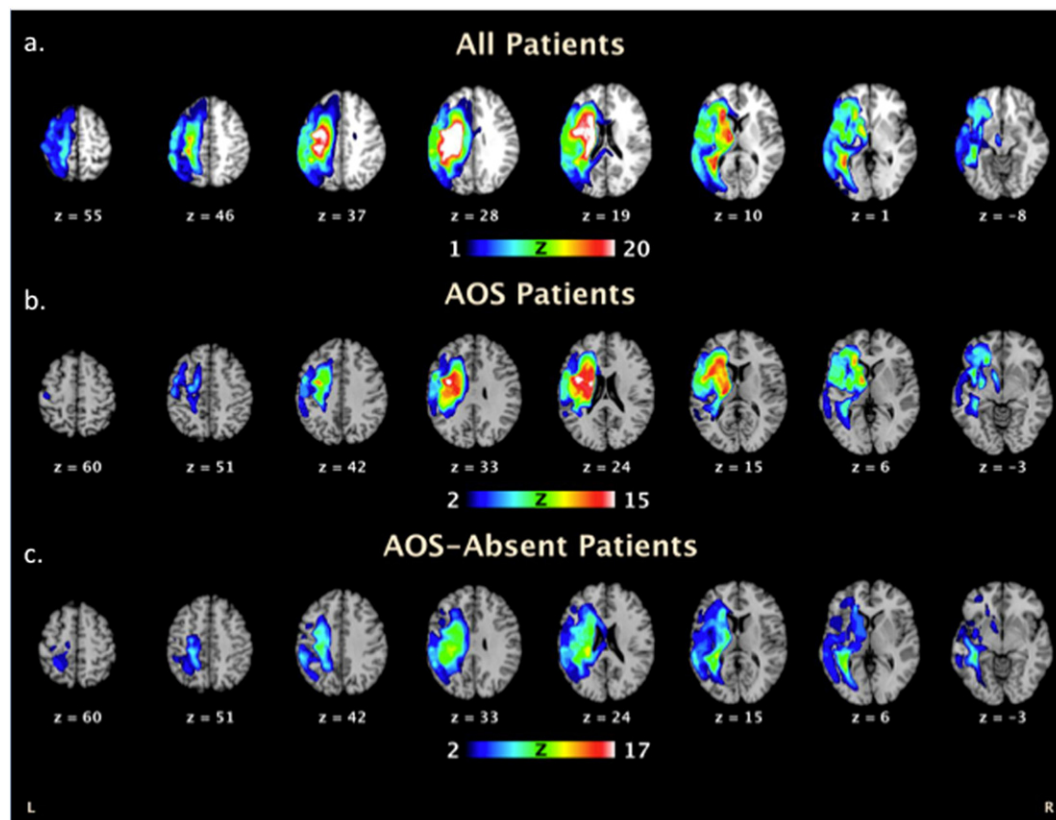 a.
All Patients
z = 55 z = 46 z = 37 z = 28 z = 19 z = 10 z = 1 z = -8
1 Z 20
b.
AOS Patients
z = 60 z = 51 z = 42 z = 33 z = 24 z = 15 z = 6 z = -3
2 Z 15
c.
AOS-Absent Patients
z = 60 z = 51 z = 42 z = 33 z = 24 z = 15 z = 6 z = -3
2 Z 17
L R